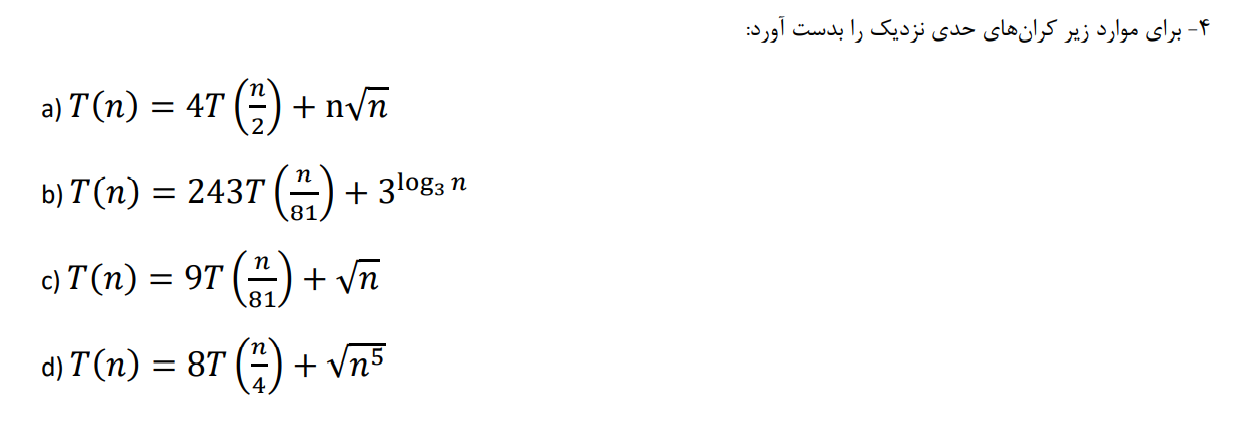 ۴- برای موارد زیر کران‌های حدی نزدیک را بدست آورد:
a) T(n) = 4T(n/2) + n√n
b) T(n) = 243T(n/81) + 3^(log₃ n)
c) T(n) = 9T(n/81) + √n
d) T(n) = 8T(n/4) + √(n⁵)